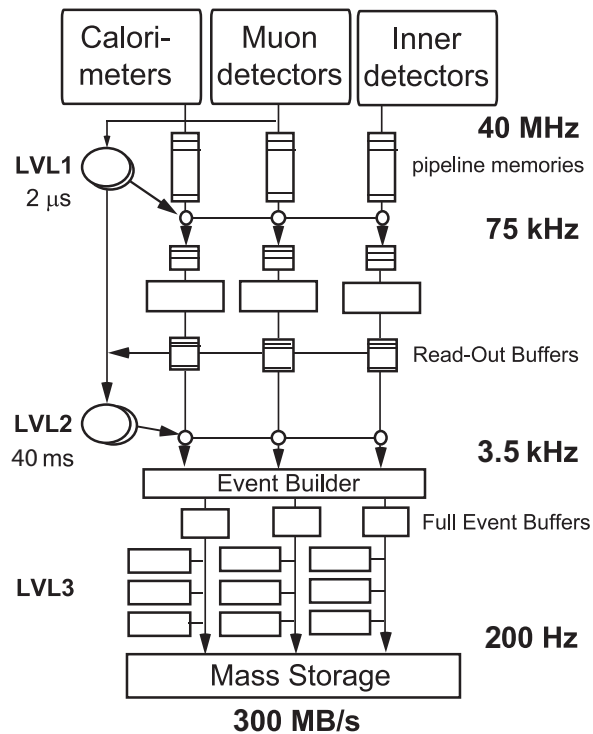 Calori-
meters
Muon
detectors
Inner
detectors
40 MHz
LVL1
pipeline memories
2 μs
75 kHz
Read-Out Buffers
LVL2
40 ms
3.5 kHz
Event Builder
Full Event Buffers
LVL3
200 Hz
Mass Storage
300 MB/s